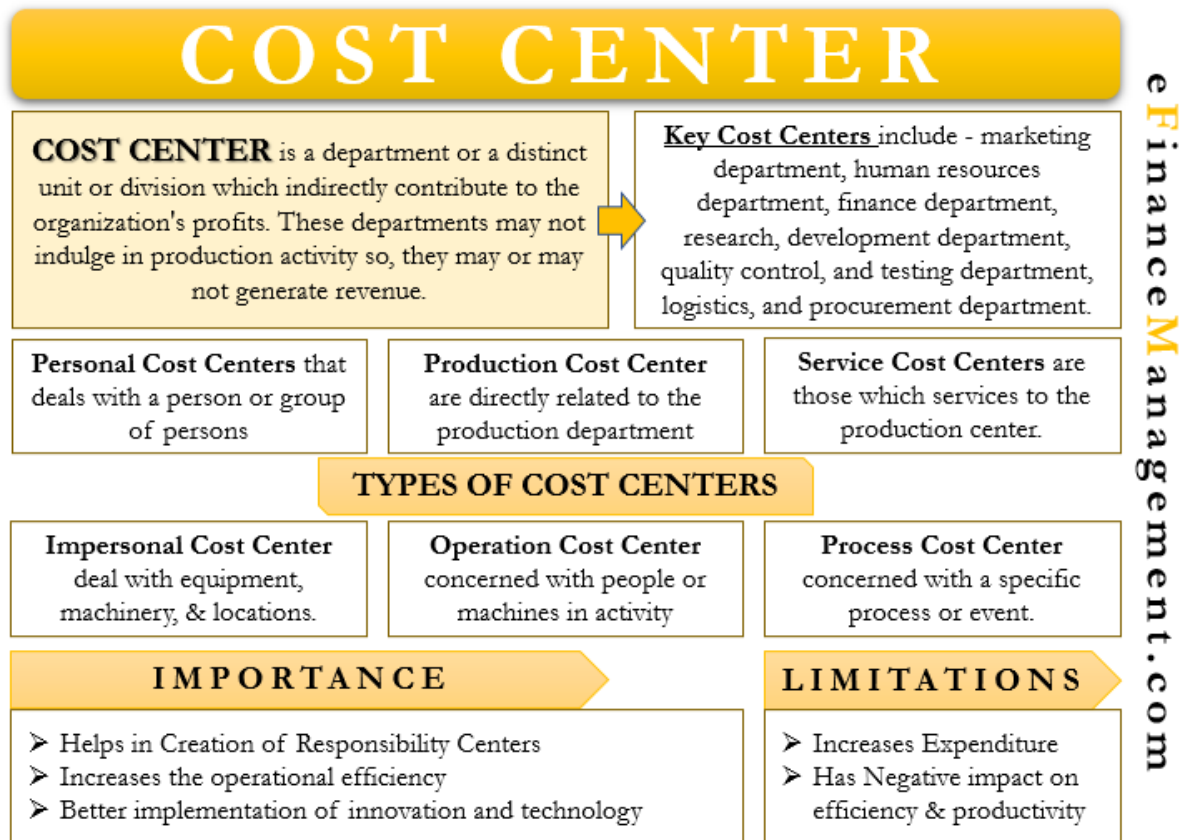 COST CENTER
COST CENTER is a department or a distinct
unit or division which indirectly contribute to the
organization's profits. These departments may not
indulge in production activity so, they may or may
not generate revenue.
Key Cost Centers include - marketing
department, human resources
department, finance department,
research, development department,
quality control, and testing department,
logistics, and procurement department.
Personal Cost Centers that
deals with a person or group
of persons
Production Cost Center
are directly related to the
production department
Service Cost Centers are
those which services to the
production center.
TYPES OF COST CENTERS
Impersonal Cost Center
deal with equipment,
machinery, & locations.
Operation Cost Center
concerned with people or
machines in activity
Process Cost Center
concerned with a specific
process or event.
IMPORTANCE
➢ Helps in Creation of Responsibility Centers
➢ Increases the operational efficiency
➢ Better implementation of innovation and technology
LIMITATIONS
➢ Increases Expenditure
➢ Has Negative impact on
efficiency & productivity
eFinanceManagement.com